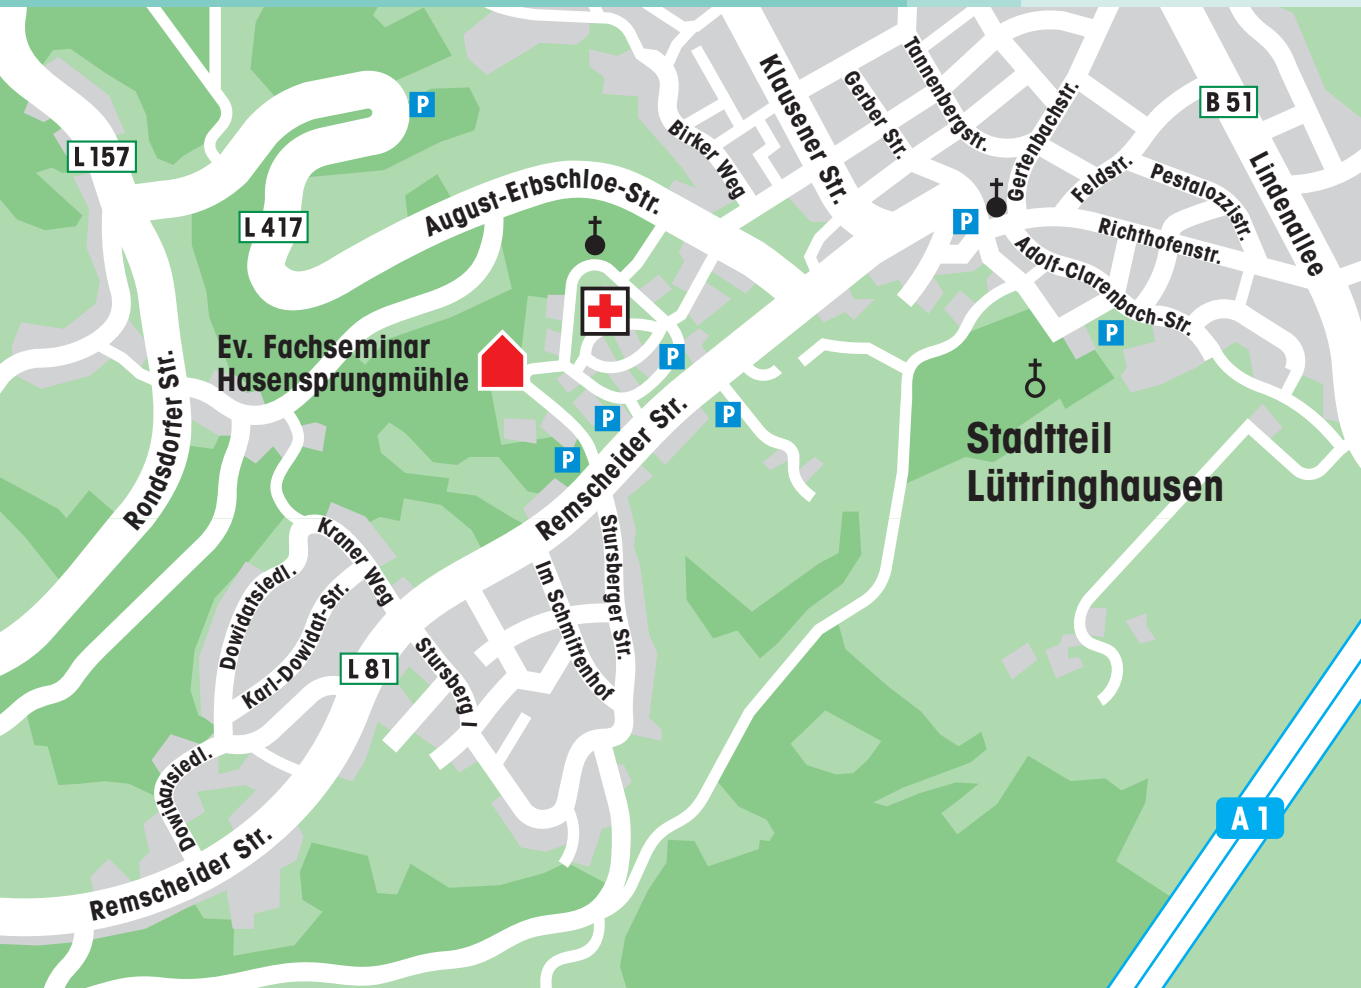 P
L 157
L 417
August-Erbschloe-Str.
Birker Weg
Klausener Str.
Gerber Str.
Tannenbergstr.
Gertenbachstr.
B 51
Feldstr.
Pestalozzistr.
Lindenallee
P
Richthofenstr.
Adolf-Clarenbach-Str.
P
Ev. Fachseminar
Hasensprungmühle
P
P
P
P
Rondsdorfer Str.
Remscheider Str.
Stadtteil
Lüttringhausen
Kraner Weg
Dowidatsiedl.
Karl-Dowidat-Str.
Im Schmittenhof
Stursberger Str.
L 81
Stursberg I
Dowidatsiedl.
Remscheider Str.
A 1